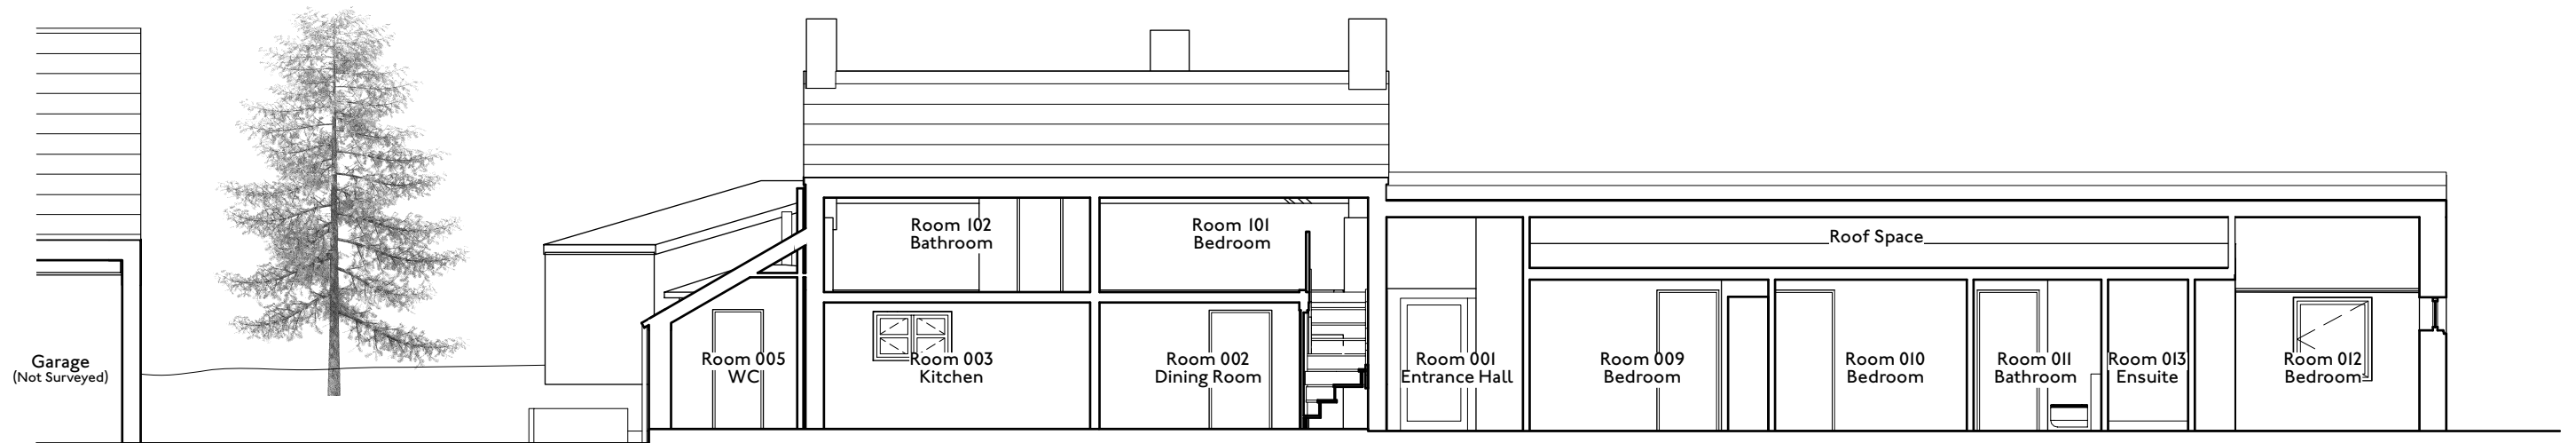 Room 102
Bathroom
Room 101
Bedroom
Roof Space
Garage
(Not Surveyed)
Room 005
WC
Room 003
Kitchen
Room 002
Dining Room
Room 001
Entrance Hall
Room 009
Bedroom
Room 010
Bedroom
Room 011
Bathroom
Room 013
Ensuite
Room 012
Bedroom